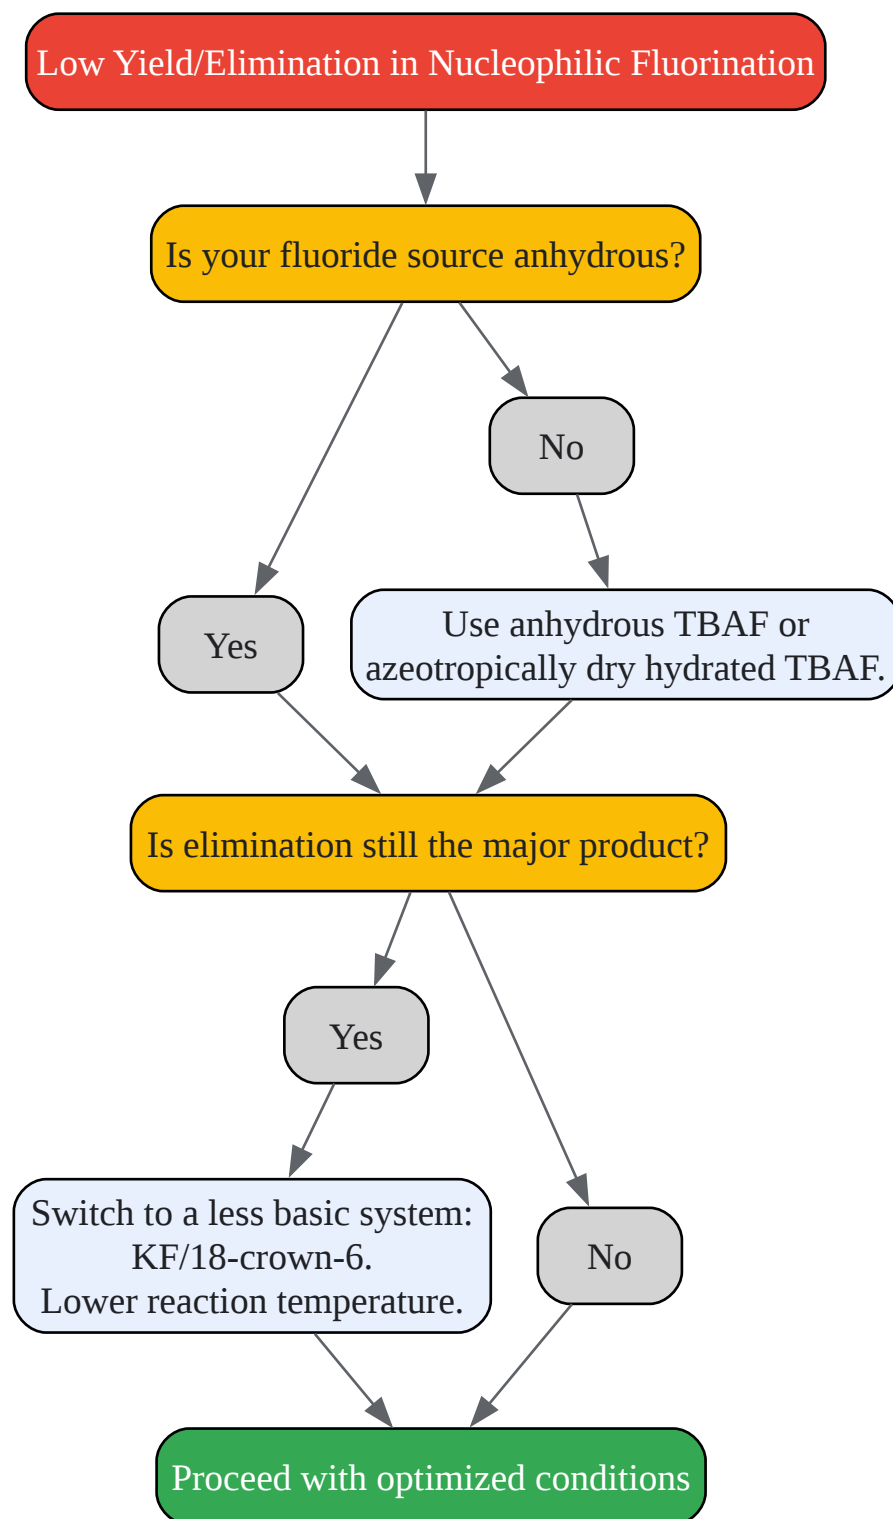 Low Yield/Elimination in Nucleophilic Fluorination
Is your fluoride source anhydrous?
No
Yes
Use anhydrous TBAF or
azeotropically dry hydrated TBAF.
Is elimination still the major product?
Yes
Switch to a less basic system:
KF/18-crown-6.
Lower reaction temperature.
No
Proceed with optimized conditions